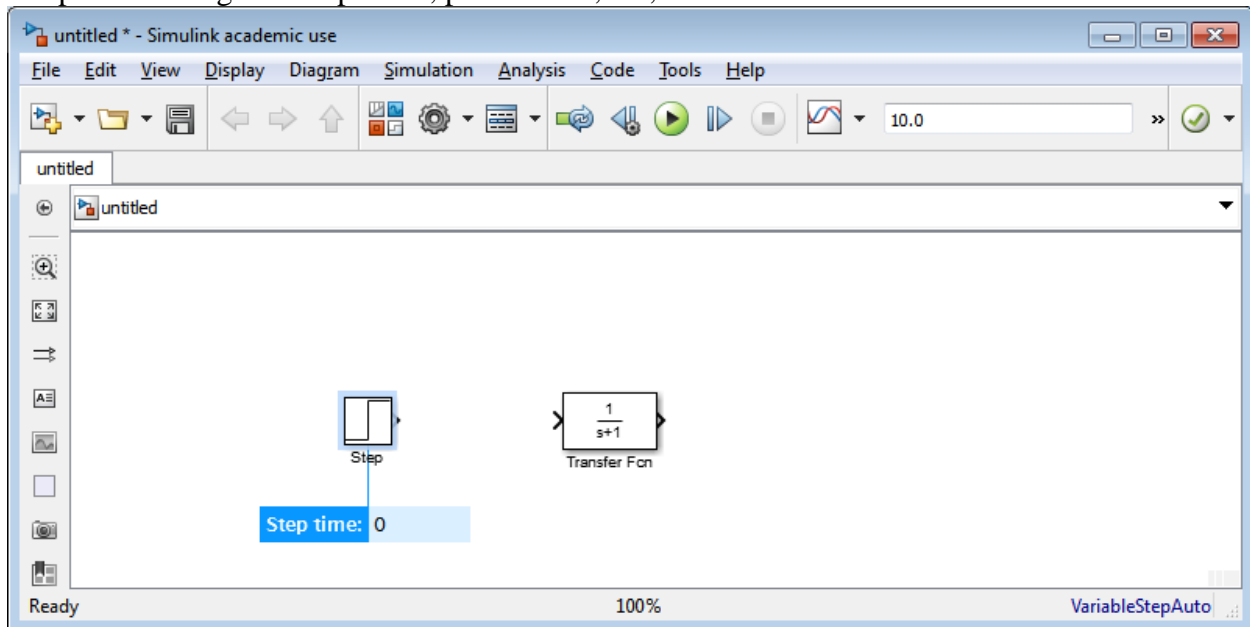 untitled * - Simulink academic use
File Edit View Display Diagram Simulation Analysis Code Tools Help
10.0 »
untitled
untitled
1
s+1
Step
Transfer Fcn
Step time: 0
Ready 100% VariableStepAuto